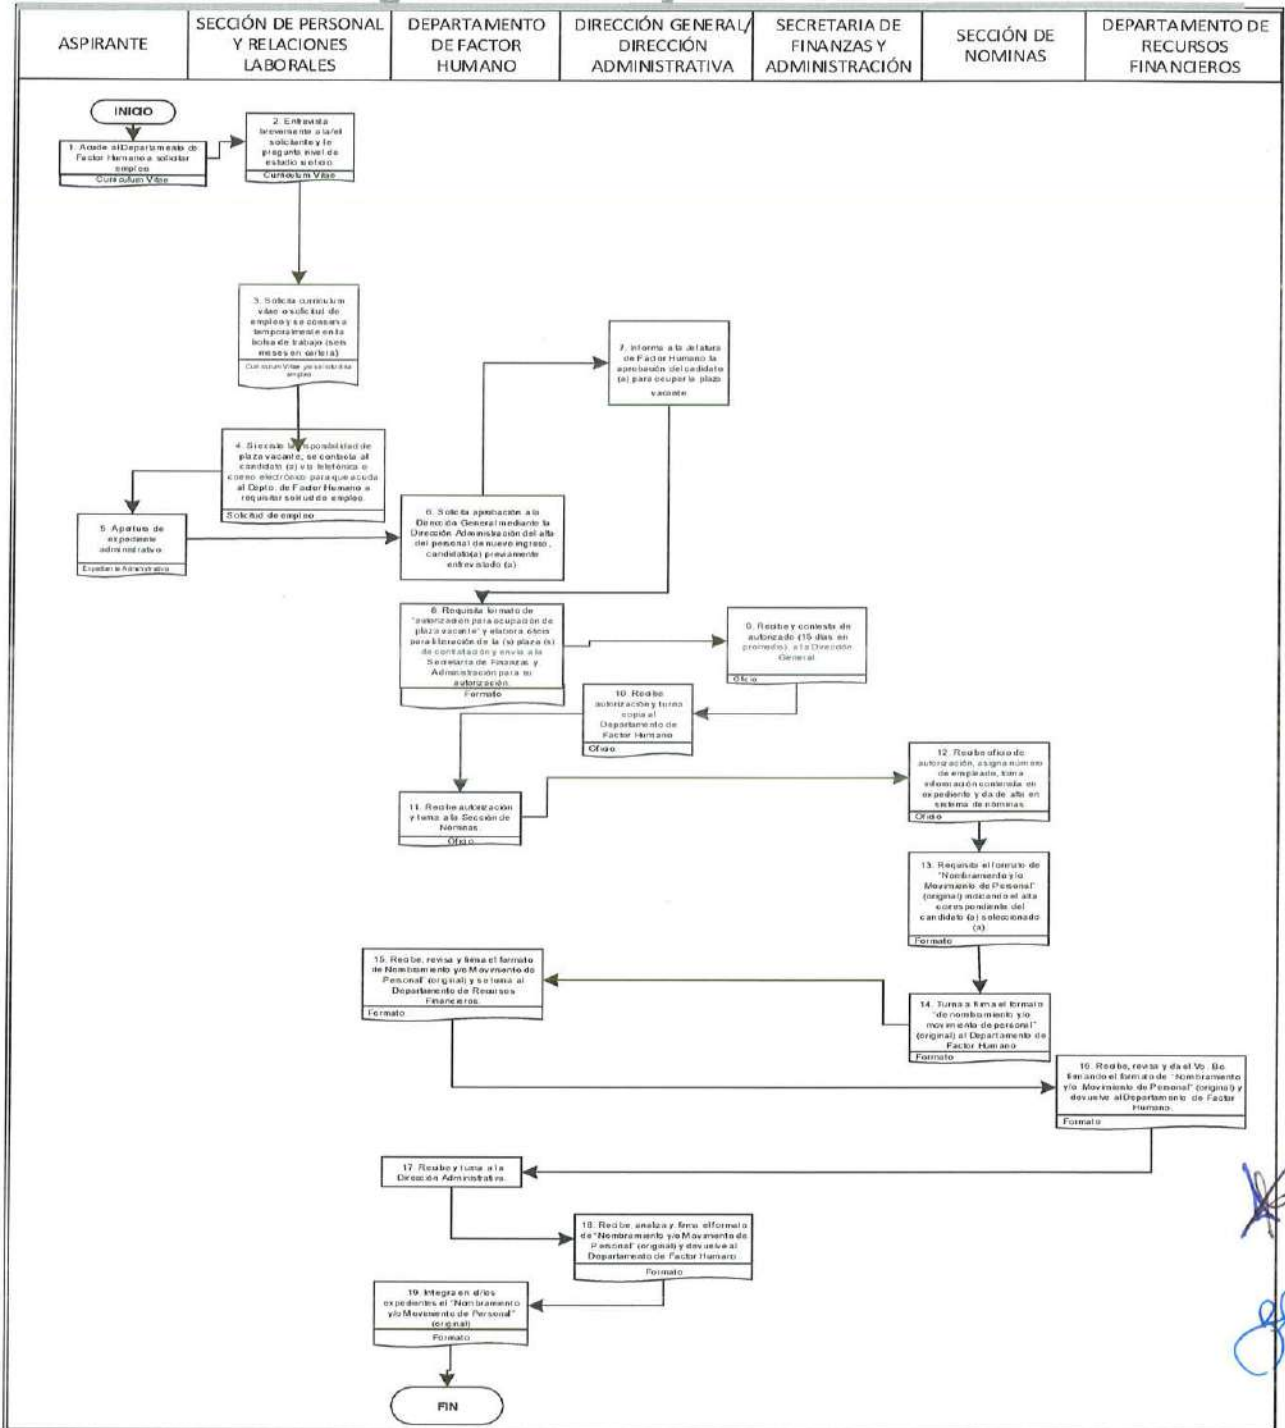 ASPIRANTE
SECCIÓN DE PERSONAL
Y RELACIONES
LABORALES
DEPARTAMENTO
DE FACTOR
HUMANO
DIRECCIÓN GENERAL/
DIRECCIÓN
ADMINISTRATIVA
SECRETARIA DE
FINANZAS Y
ADMINISTRACIÓN
SECCIÓN DE
NOMINAS
DEPARTAMENTO DE
RECURSOS
FINANCIEROS
INICIO
1. Acude al Departamento de
Factor Humano a solicitar
empleo
Curriculum Vitae
2. Entrevista
brevemente a la/el
solicitante y le
pregunta nivel de
estudio u oficio.
Curriculum Vitae
3. Solicita curriculum
vitae o solicitud de
empleo y se conserva
temporalmente en la
bolsa de trabajo (seis
meses en cartera)
Curriculum Vitae y/o solicitud de
empleo
4. Si existe la disponibilidad de
plaza vacante, se contacta al
candidato (a) vía telefónica o
correo electrónico para que acuda
al Dpto. de Factor Humano a
requisitar solitud de empleo.
Solicitud de empleo
5. Apertura de
expediente
administrativo
Expediente Administrativo
6. Solicita aprobación a la
Dirección General mediante la
Dirección Administración del alta
del personal de nuevo ingreso,
candidato(a) previamente
entrevistado (a)
7. Informa a la Jefatura
de Factor Humano la
aprobación del candidato
(a) para ocupar la plaza
vacante
8. Requisita formato de
"autorización para ocupación de
plaza vacante" y elabora oficio
para liberación de la (s) plaza (s)
de contratación y envía a la
Secretaría de Finanzas y
Administración para su
autorización.
Formato
9. Recibe y contesta de
autorizado (15 días en
promedio), a la Dirección
General
Oficio
10. Recibe
autorización y turna
copia al
Departamento de
Factor Humano
Oficio
11. Recibe autorización
y turna a la Sección de
Nominas.
Oficio
12. Recibe oficio de
autorización, asigna número
de empleado, toma
información contenida en
expediente y da de alta en
sistema de nóminas
Oficio
13. Requisita el formato de
"Nombramiento y/o
Movimiento de Personal"
(original) indicando el alta
correspondiente del
candidato (a) seleccionado
(a)
Formato
14. Turna a firma el formato
"de nombramiento y/o
movimiento de personal"
(original) al Departamento de
Factor Humano
Formato
15. Recibe, revisa y firma el formato
de Nombramiento y/o Movimiento de
Personal" (original) y se turna al
Departamento de Recursos
Financieros.
Formato
16. Recibe, revisa y da el Vo. Bo.
firmando el formato de "Nombramiento
y/o Movimiento de Personal" (original) y
devuelve al Departamento de Factor
Humano.
Formato
17. Recibe y turna a la
Dirección Administrativa.
18. Recibe, analiza y firma el formato
de "Nombramiento y/o Movimiento de
Personal" (original) y devuelve al
Departamento de Factor Humano
Formato
19. Integra en el/los
expedientes el "Nombramiento
y/o Movimiento de Personal"
(original)
Formato
FIN